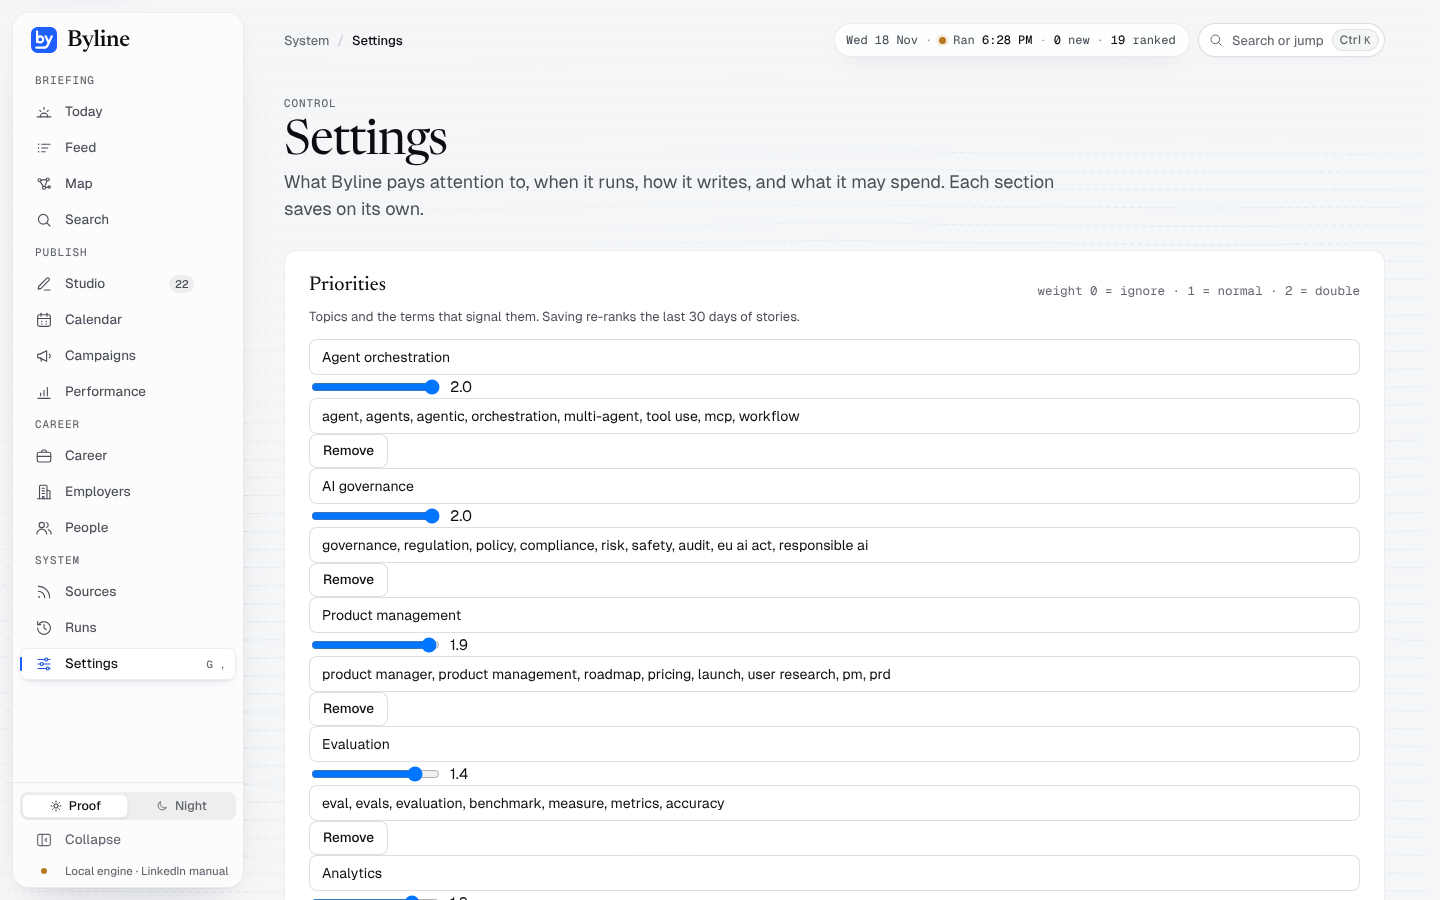 by Byline
BRIEFING
Today
Feed
Map
Search
PUBLISH
Studio 22
Calendar
Campaigns
Performance
CAREER
Career
Employers
People
SYSTEM
Sources
Runs
Settings G ,
Proof Night
Collapse
Local engine · LinkedIn manual
System / Settings
Wed 18 Nov · Ran 6:28 PM · 0 new · 19 ranked
Search or jump Ctrl K
CONTROL
Settings
What Byline pays attention to, when it runs, how it writes, and what it may spend. Each section
saves on its own.
Priorities
weight 0 = ignore · 1 = normal · 2 = double
Topics and the terms that signal them. Saving re-ranks the last 30 days of stories.
Agent orchestration
2.0
agent, agents, agentic, orchestration, multi-agent, tool use, mcp, workflow
Remove
AI governance
2.0
governance, regulation, policy, compliance, risk, safety, audit, eu ai act, responsible ai
Remove
Product management
1.9
product manager, product management, roadmap, pricing, launch, user research, pm, prd
Remove
Evaluation
1.4
eval, evals, evaluation, benchmark, measure, metrics, accuracy
Remove
Analytics